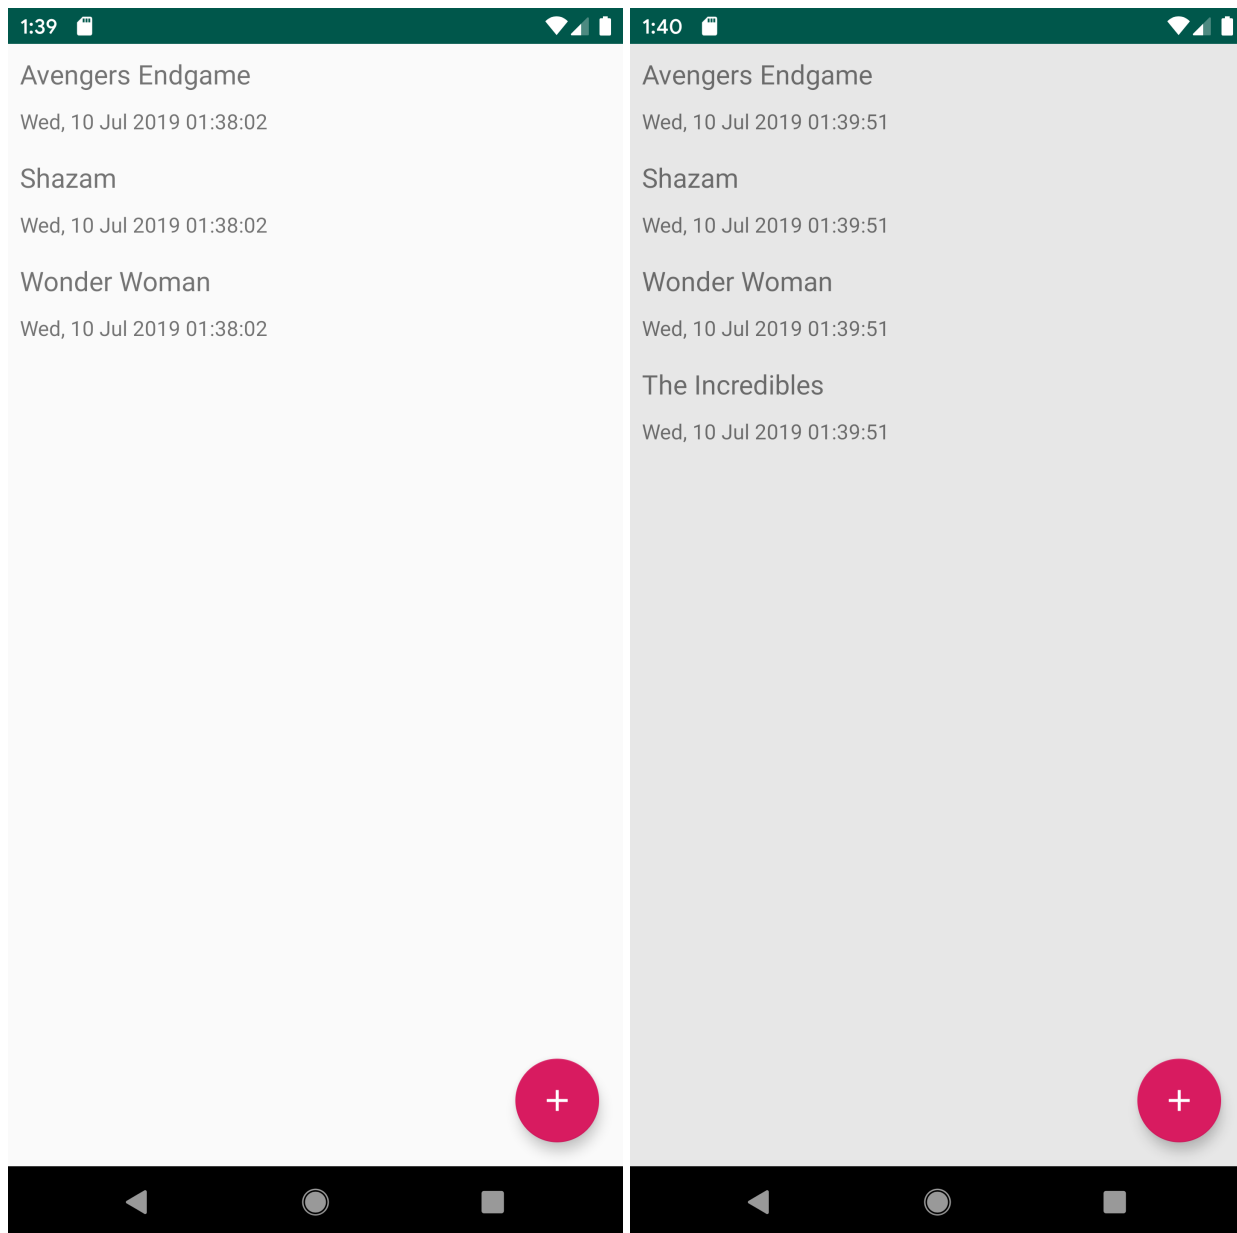 1:39
Avengers Endgame
Wed, 10 Jul 2019 01:38:02
Shazam
Wed, 10 Jul 2019 01:38:02
Wonder Woman
Wed, 10 Jul 2019 01:38:02
1:40
Avengers Endgame
Wed, 10 Jul 2019 01:39:51
Shazam
Wed, 10 Jul 2019 01:39:51
Wonder Woman
Wed, 10 Jul 2019 01:39:51
The Incredibles
Wed, 10 Jul 2019 01:39:51